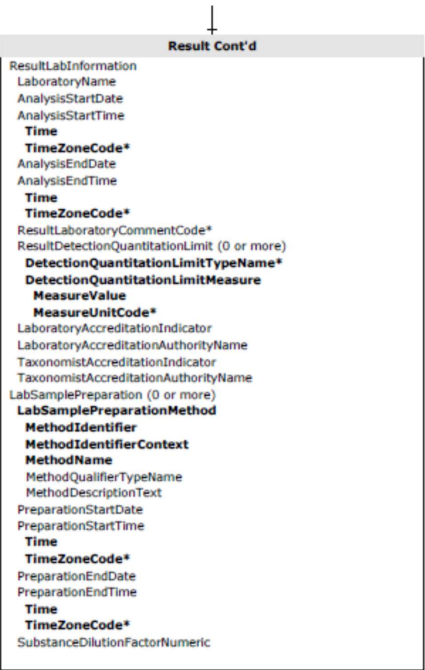 Result Cont'd
ResultLabInformation
LaboratoryName
AnalysisStartDate
AnalysisStartTime
Time
TimeZoneCode*
AnalysisEndDate
AnalysisEndTime
Time
TimeZoneCode*
ResultLaboratoryCommentCode*
ResultDetectionQuantitationLimit (0 or more)
DetectionQuantitationLimitTypeName*
DetectionQuantitationLimitMeasure
MeasureValue
MeasureUnitCode*
LaboratoryAccreditationIndicator
LaboratoryAccreditationAuthorityName
TaxonomistAccreditationIndicator
TaxonomistAccreditationAuthorityName
LabSamplePreparation (0 or more)
LabSamplePreparationMethod
MethodIdentifier
MethodIdentifierContext
MethodName
MethodQualifierTypeName
MethodDescriptionText
PreparationStartDate
PreparationStartTime
Time
TimeZoneCode*
PreparationEndDate
PreparationEndTime
Time
TimeZoneCode*
SubstanceDilutionFactorNumeric